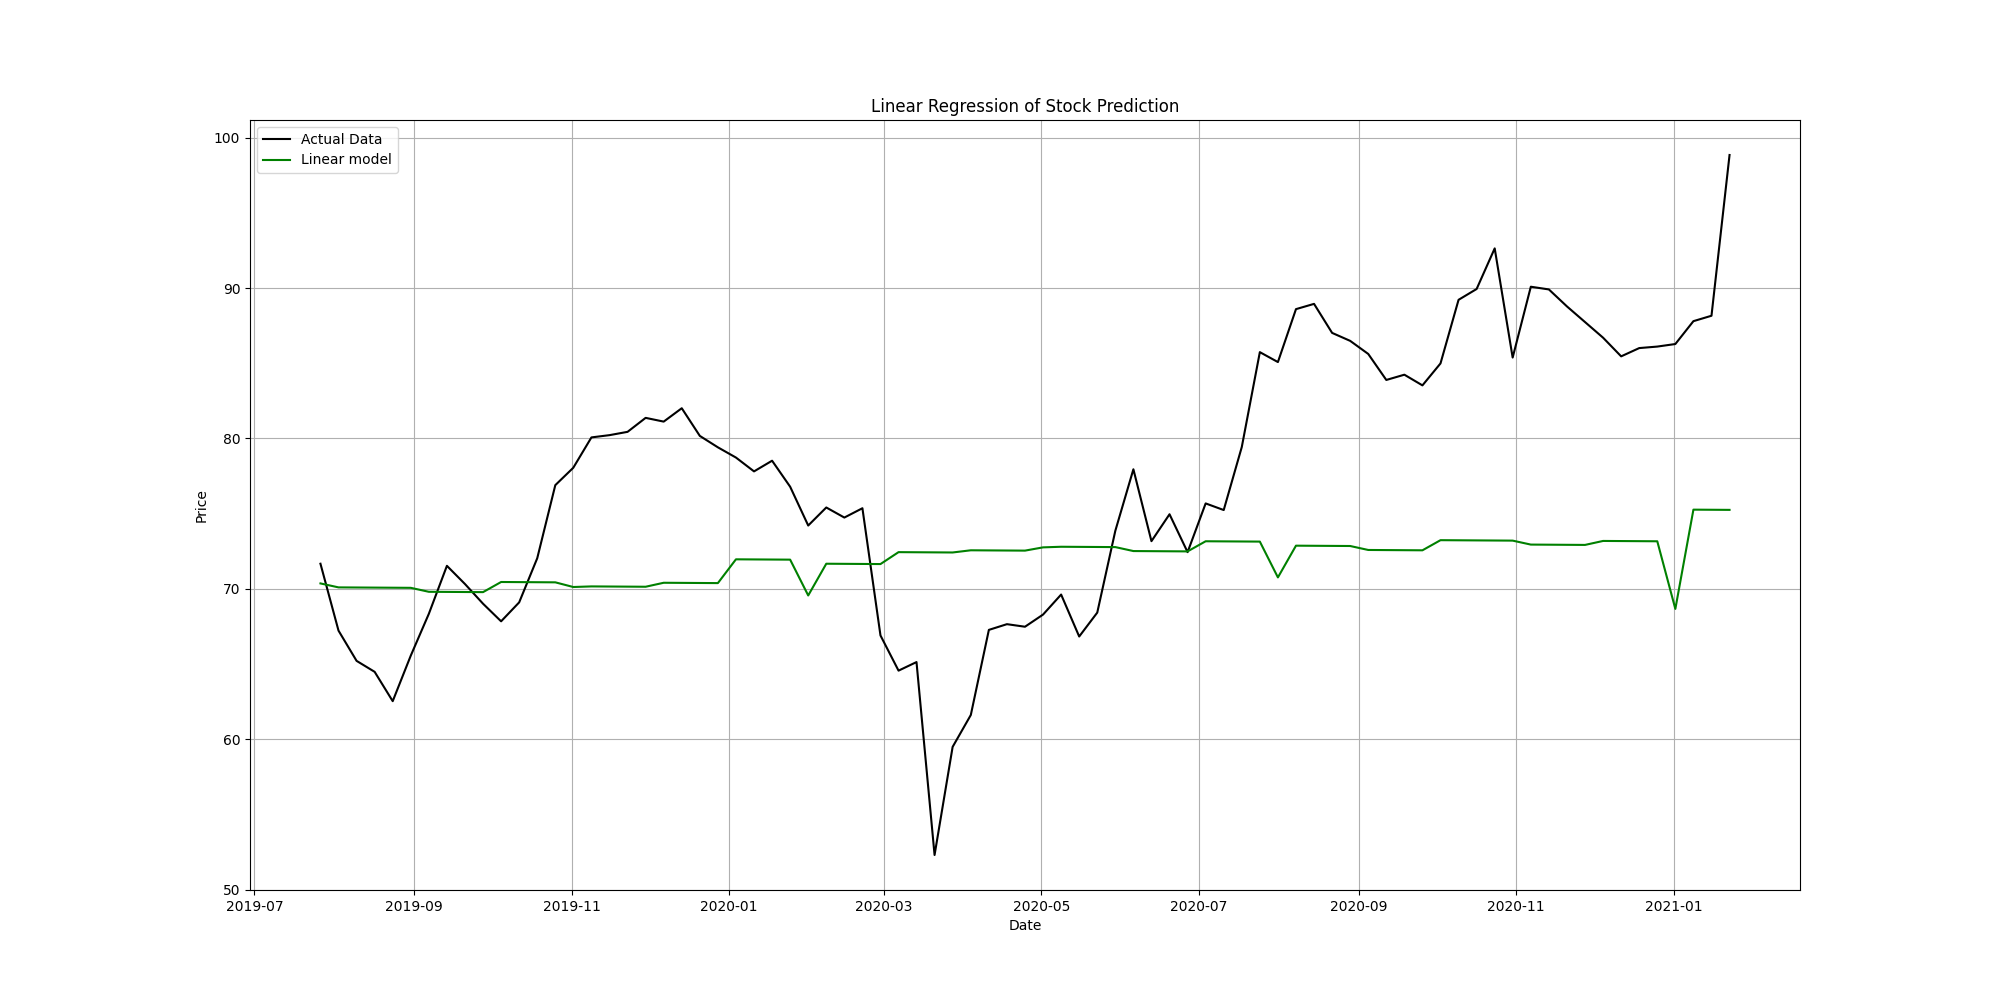 Linear Regression of Stock Prediction
Actual Data
Linear model
100
90
80
70
60
50
Price
2019-07 2019-09 2019-11 2020-01 2020-03 2020-05 2020-07 2020-09 2020-11 2021-01
Date